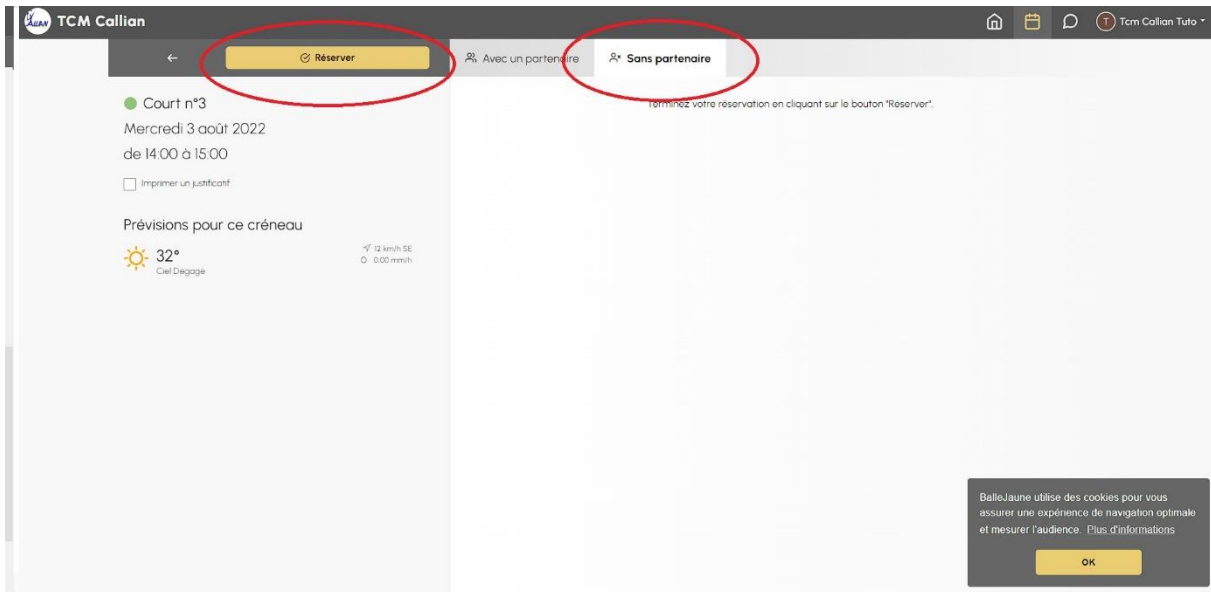 TCM Callian
Tcm Callian Tuto
Réserver
Avec un partenaire
Sans partenaire
Court n°3
Mercredi 3 août 2022
de 14:00 à 15:00
Imprimer un justificatif
Terminez votre réservation en cliquant sur le bouton "Réserver".
Prévisions pour ce créneau
32°
Ciel Dégagé
12 km/h SE
0.00 mm/h
BalleJaune utilise des cookies pour vous
assurer une expérience de navigation optimale
et mesurer l'audience. Plus d'informations
OK